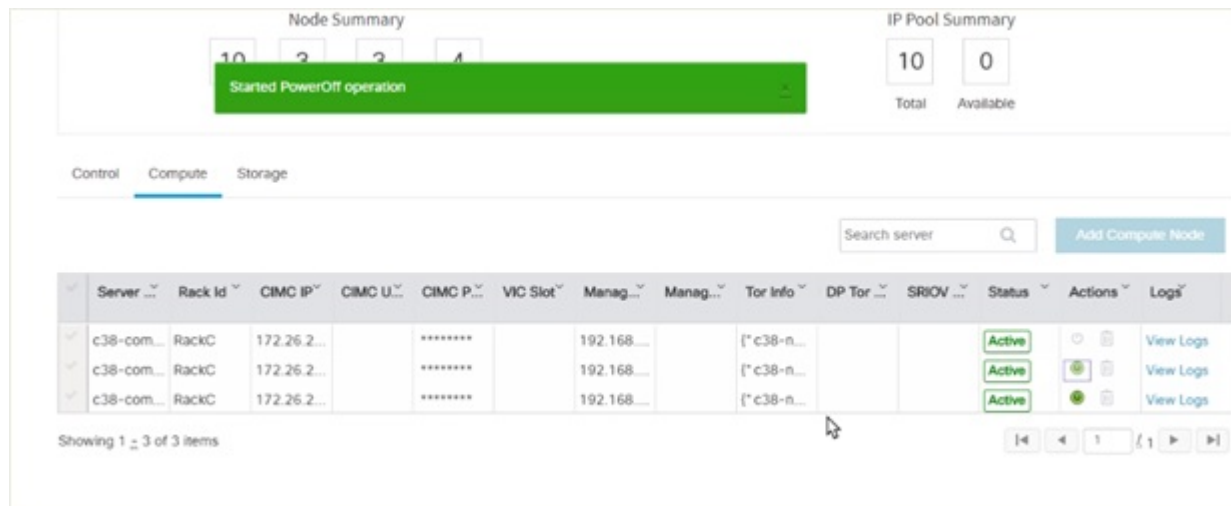 Node Summary
IP Pool Summary
10 3 3 4
10 0
Started PowerOff operation
Total Available
Control Compute Storage
Search server
Add Compute Node
Server ... Rack Id CIMC IP CIMC U... CIMC P... VIC Slot Manag... Manag... Tor Info DP Tor ... SRIOV ... Status Actions Logs
c38-com... RackC 172.26.2... ******** 192.168.... {"c38-n... Active View Logs
c38-com... RackC 172.26.2... ******** 192.168.... {"c38-n... Active View Logs
c38-com... RackC 172.26.2... ******** 192.168.... {"c38-n... Active View Logs
Showing 1 - 3 of 3 items
1 / 1